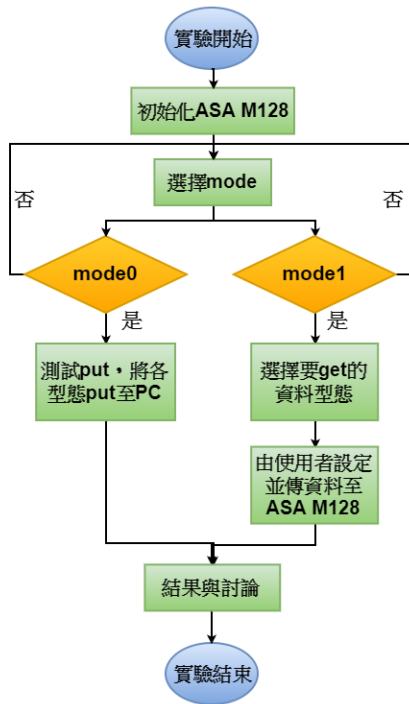 實驗開始
初始化ASA M128
選擇mode
否
否
mode0
mode1
是
是
測試put，將各
型態put至PC
選擇要get的
資料型態
由使用者設定
並傳資料至
ASA M128
結果與討論
實驗結束